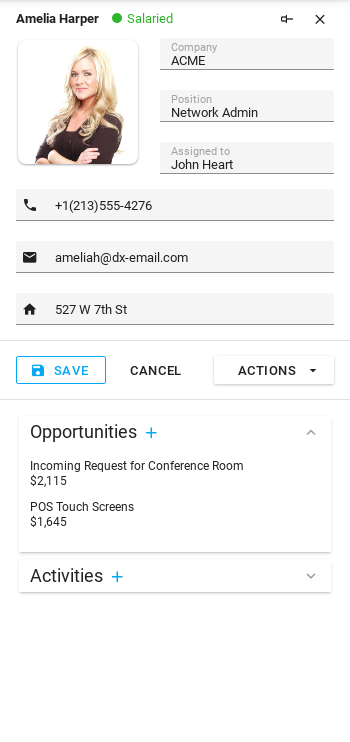 Amelia Harper Salaried
Company
ACME
Position
Network Admin
Assigned to
John Heart
+1(213)555-4276
ameliah@dx-email.com
527 W 7th St
SAVE CANCEL ACTIONS
Opportunities +
Incoming Request for Conference Room
$2,115
POS Touch Screens
$1,645
Activities +